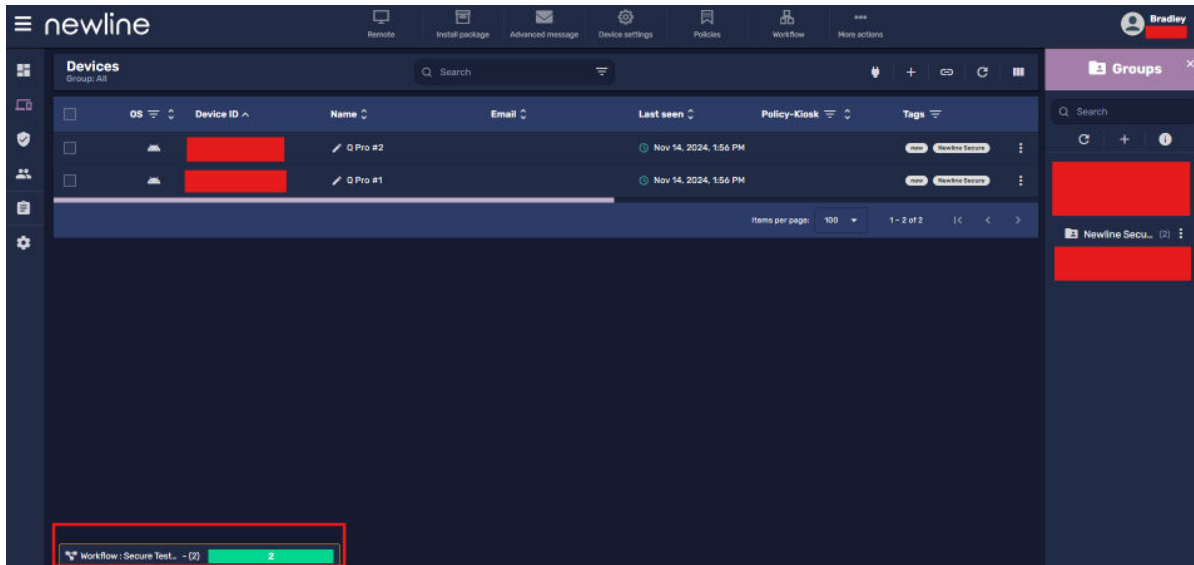 newline
Remote
Install package
Advanced message
Device settings
Policies
Workflow
More actions
Bradley
Devices
Group: All
Search
Groups
Search
OS
Device ID
Name
Email
Last seen
Policy-Kiosk
Tags
Q Pro #2
Nov 14, 2024, 1:56 PM
new
Newline Secure
Q Pro #1
Nov 14, 2024, 1:56 PM
new
Newline Secure
Items per page: 100
1 – 2 of 2
Newline Secu... (2)
Workflow : Secure Test... - (2)
2